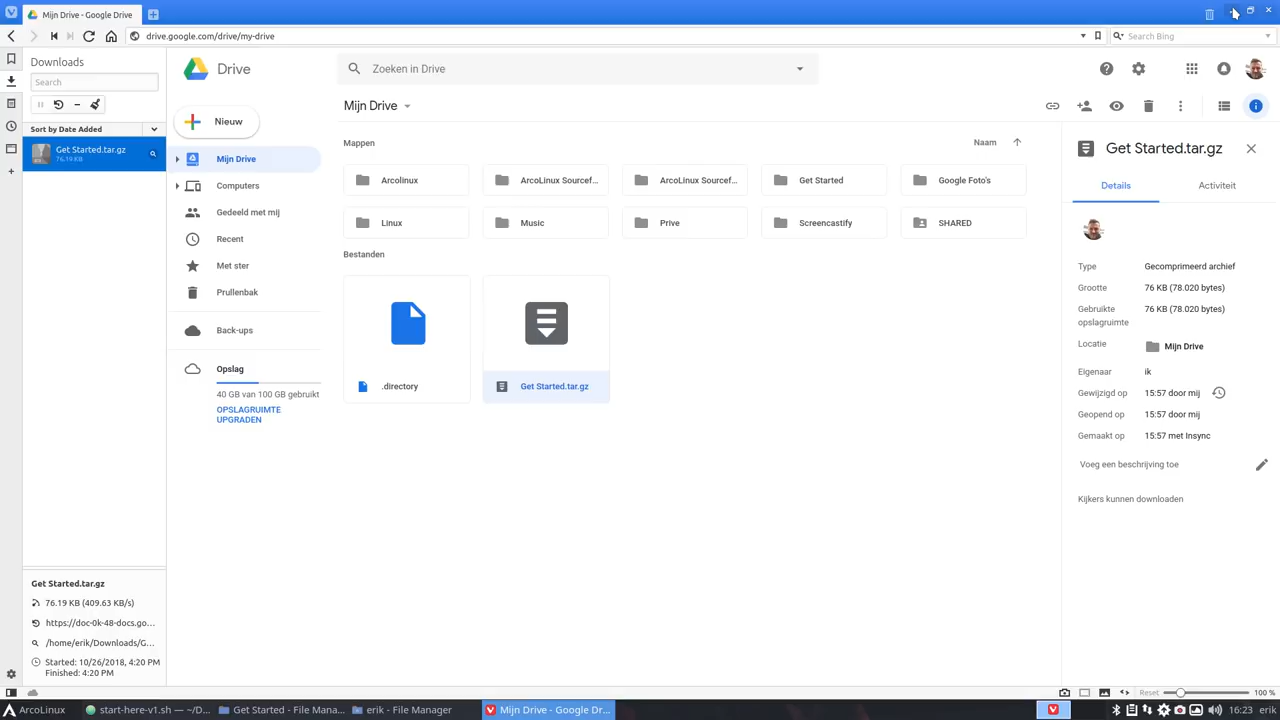 Mijn Drive - Google Drive
drive.google.com/drive/my-drive
Search Bing
Downloads
Search
Sort by Date Added
Get Started.tar.gz
76.19 KB
Get Started.tar.gz
76.19 KB (409.63 KB/s)
https://doc-0k-48-docs.go...
/home/erik/Downloads/G...
Started: 10/26/2018, 4:20 PM
Finished: 4:20 PM
Drive
Zoeken in Drive
Nieuw
Mijn Drive
Computers
Gedeeld met mij
Recent
Met ster
Prullenbak
Back-ups
Opslag
40 GB van 100 GB gebruikt
OPSLAGRUIMTE
UPGRADEN
Mijn Drive
Mappen
Naam
Arcolinux
ArcoLinux Sourcef...
ArcoLinux Sourcef...
Get Started
Google Foto's
Linux
Music
Prive
Screencastify
SHARED
Bestanden
.directory
Get Started.tar.gz
Get Started.tar.gz
Details
Activiteit
Type Gecomprimeerd archief
Grootte 76 KB (78.020 bytes)
Gebruikte opslagruimte 76 KB (78.020 bytes)
Locatie Mijn Drive
Eigenaar ik
Gewijzigd op 15:57 door mij
Geopend op 15:57 door mij
Gemaakt op 15:57 met Insync
Voeg een beschrijving toe
Kijkers kunnen downloaden
Reset 100 %
ArcoLinux
start-here-v1.sh — ~/D...
Get Started - File Mana...
erik - File Manager
Mijn Drive - Google Dr...
16:23 erik